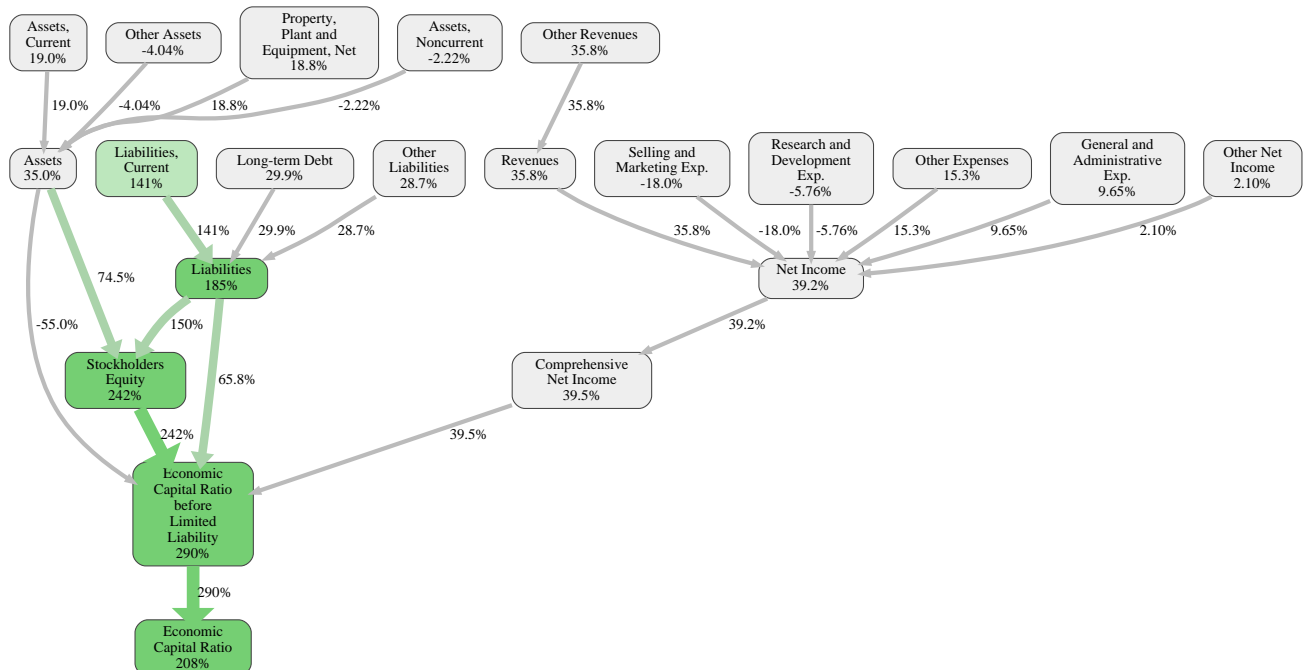 Assets,
Current
19.0%
Other Assets
-4.04%
Property,
Plant and
Equipment, Net
18.8%
Assets,
Noncurrent
-2.22%
Other Revenues
35.8%
19.0%
-4.04%
18.8%
-2.22%
35.8%
Assets
35.0%
Liabilities,
Current
141%
Long-term Debt
29.9%
Other
Liabilities
28.7%
Revenues
35.8%
Selling and
Marketing Exp.
-18.0%
Research and
Development
Exp.
-5.76%
Other Expenses
15.3%
General and
Administrative
Exp.
9.65%
Other Net
Income
2.10%
141%
29.9%
28.7%
35.8%
-18.0%
-5.76%
15.3%
9.65%
2.10%
74.5%
Liabilities
185%
Net Income
39.2%
-55.0%
150%
39.2%
65.8%
Stockholders
Equity
242%
Comprehensive
Net Income
39.5%
242%
39.5%
Economic
Capital Ratio
before
Limited
Liability
290%
290%
Economic
Capital Ratio
208%